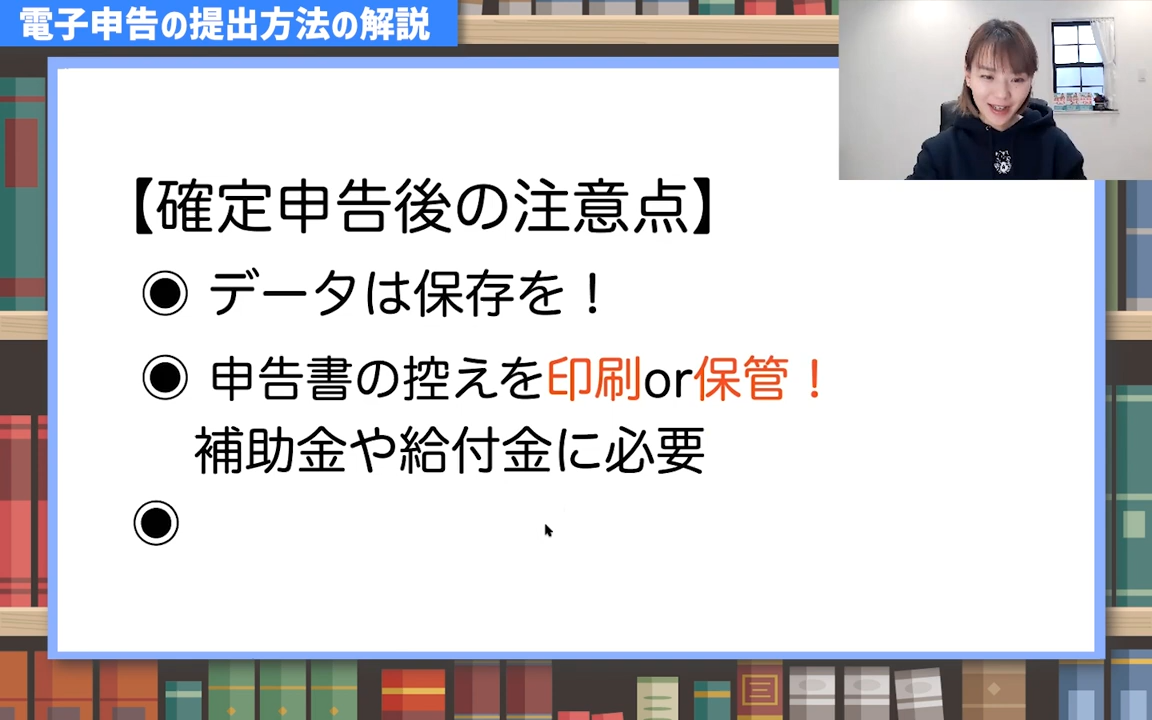 電子申告の提出方法の解説
【確定申告後の注意点】
◉ データは保存を！
◉ 申告書の控えを印刷or保管！
補助金や給付金に必要
◉